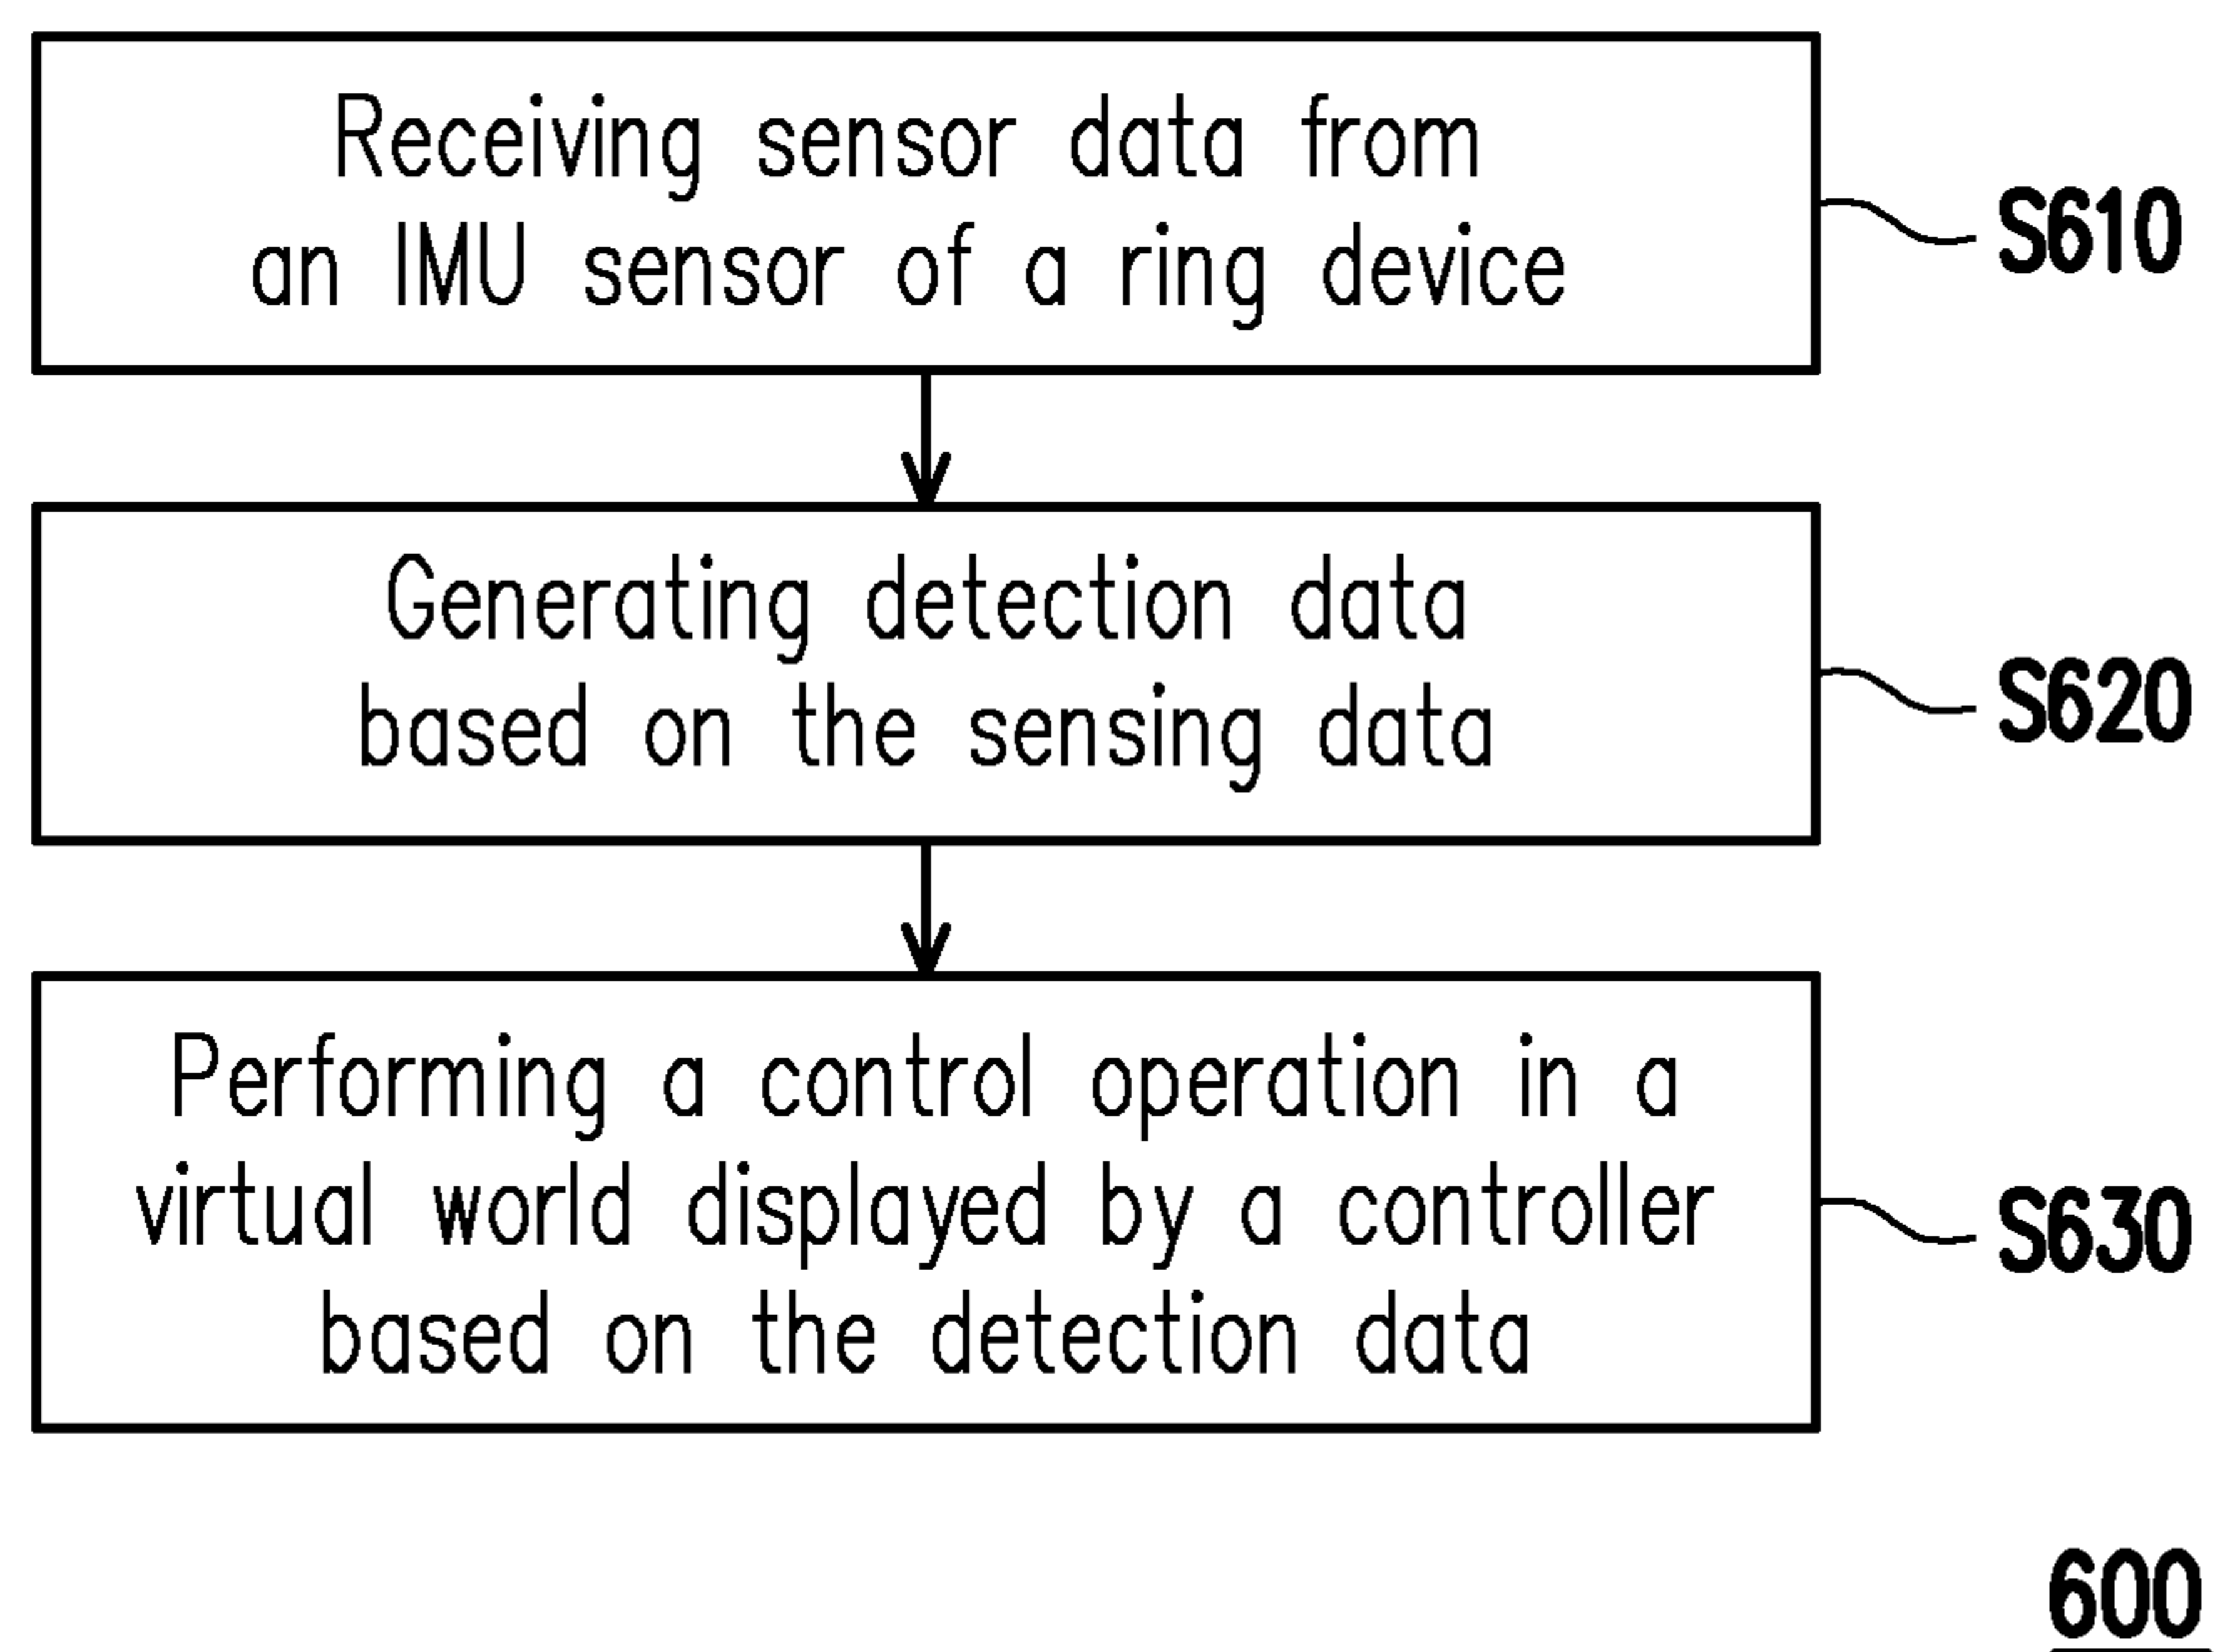 Receiving sensor data from
an IMU sensor of a ring device
S610
Generating detection data
based on the sensing data
S620
Performing a control operation in a
virtual world displayed by a controller
based on the detection data
S630
600